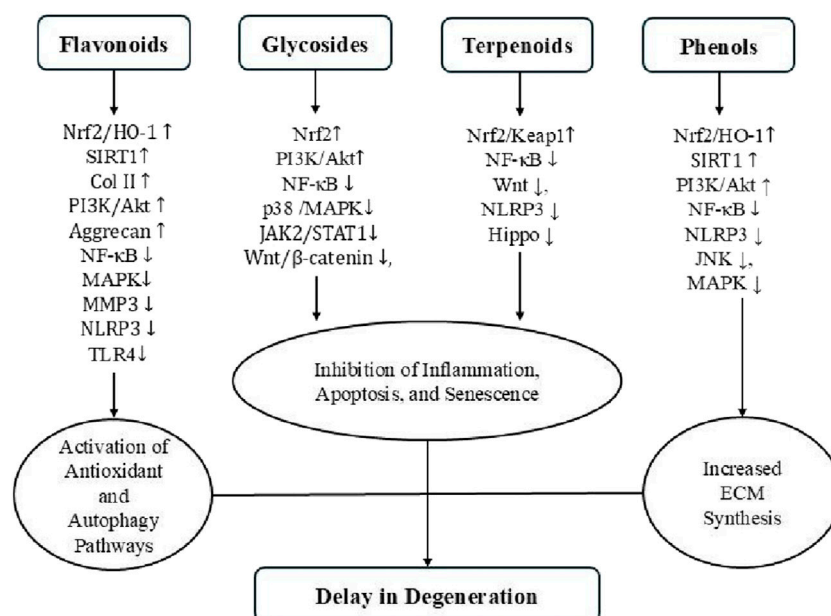 Flavonoids
Nrf2/HO-1 ↑
SIRT1↑
Col II ↑
PI3K/Akt ↑
Aggrecan ↑
NF-κB ↓
MAPK↓
MMP3 ↓
NLRP3 ↓
TLR4↓
Activation of
Antioxidant
and
Autophagy
Pathways
Glycosides
Nrf2↑
PI3K/Akt↑
NF-κB ↓
p38 /MAPK↓
JAK2/STAT1↓
Wnt/β-catenin ↓,
Terpenoids
Nrf2/Keap1↑
NF-κB ↓
Wnt ↓,
NLRP3 ↓
Hippo ↓
Inhibition of Inflammation,
Apoptosis, and Senescence
Phenols
Nrf2/HO-1↑
SIRT1 ↑
PI3K/Akt ↑
NF-κB ↓
NLRP3 ↓
JNK ↓,
MAPK ↓
Increased
ECM
Synthesis
Delay in Degeneration